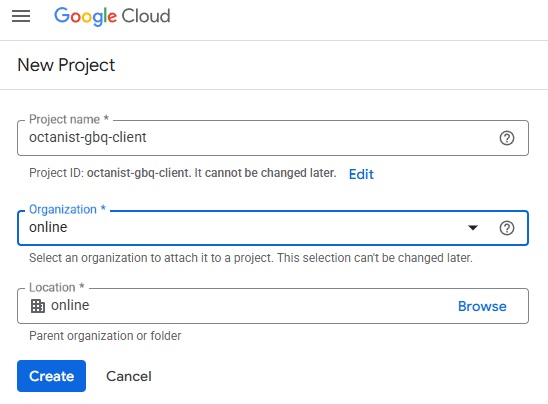 Google Cloud
New Project
Project name *
octanist-gbq-client
Project ID: octanist-gbq-client. It cannot be changed later. Edit
Organization *
online
Select an organization to attach it to a project. This selection can't be changed later.
Location *
online Browse
Parent organization or folder
Create Cancel